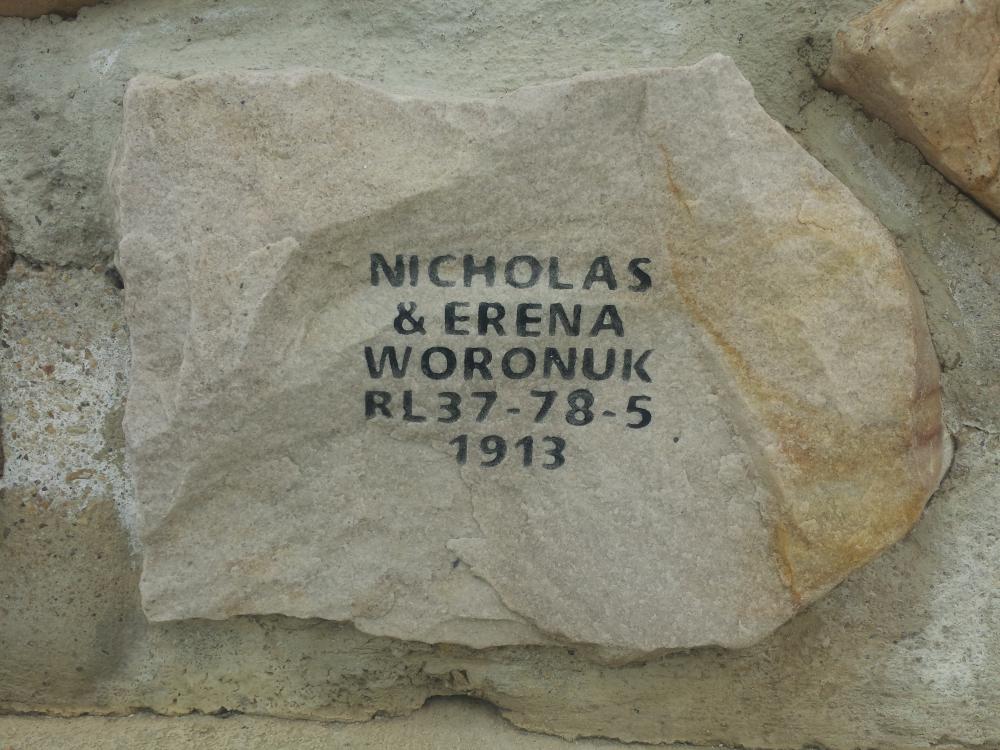 NICHOLAS
& ERENA
WORONUK
RL37-78-5
1913